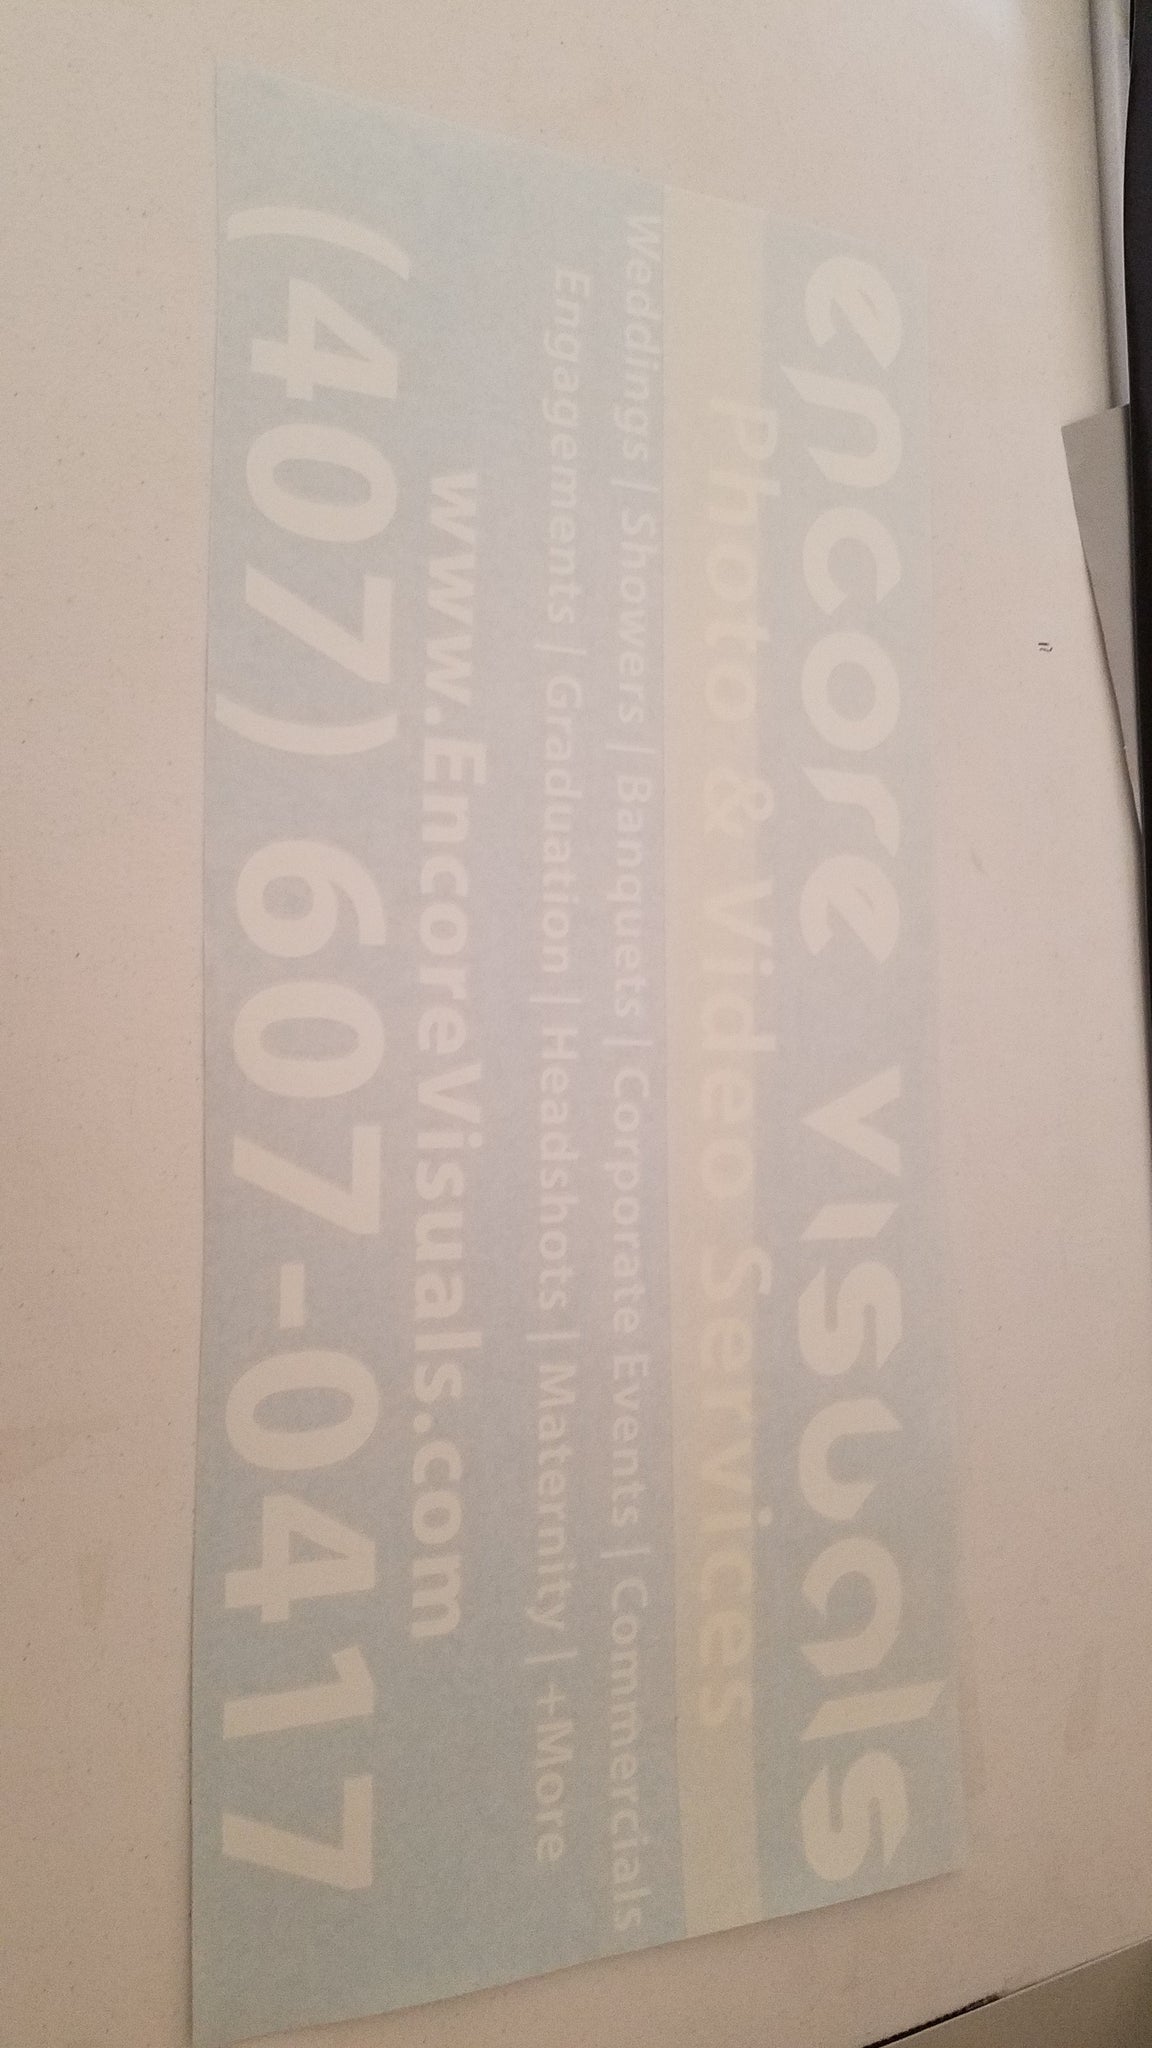 encore visuals
Photo & Video Services
Weddings | Showers | Banquets | Corporate Events | Commercials
Engagements | Graduation | Headshots | Maternity | +More
www.EncoreVisuals.com
(407) 607-0417